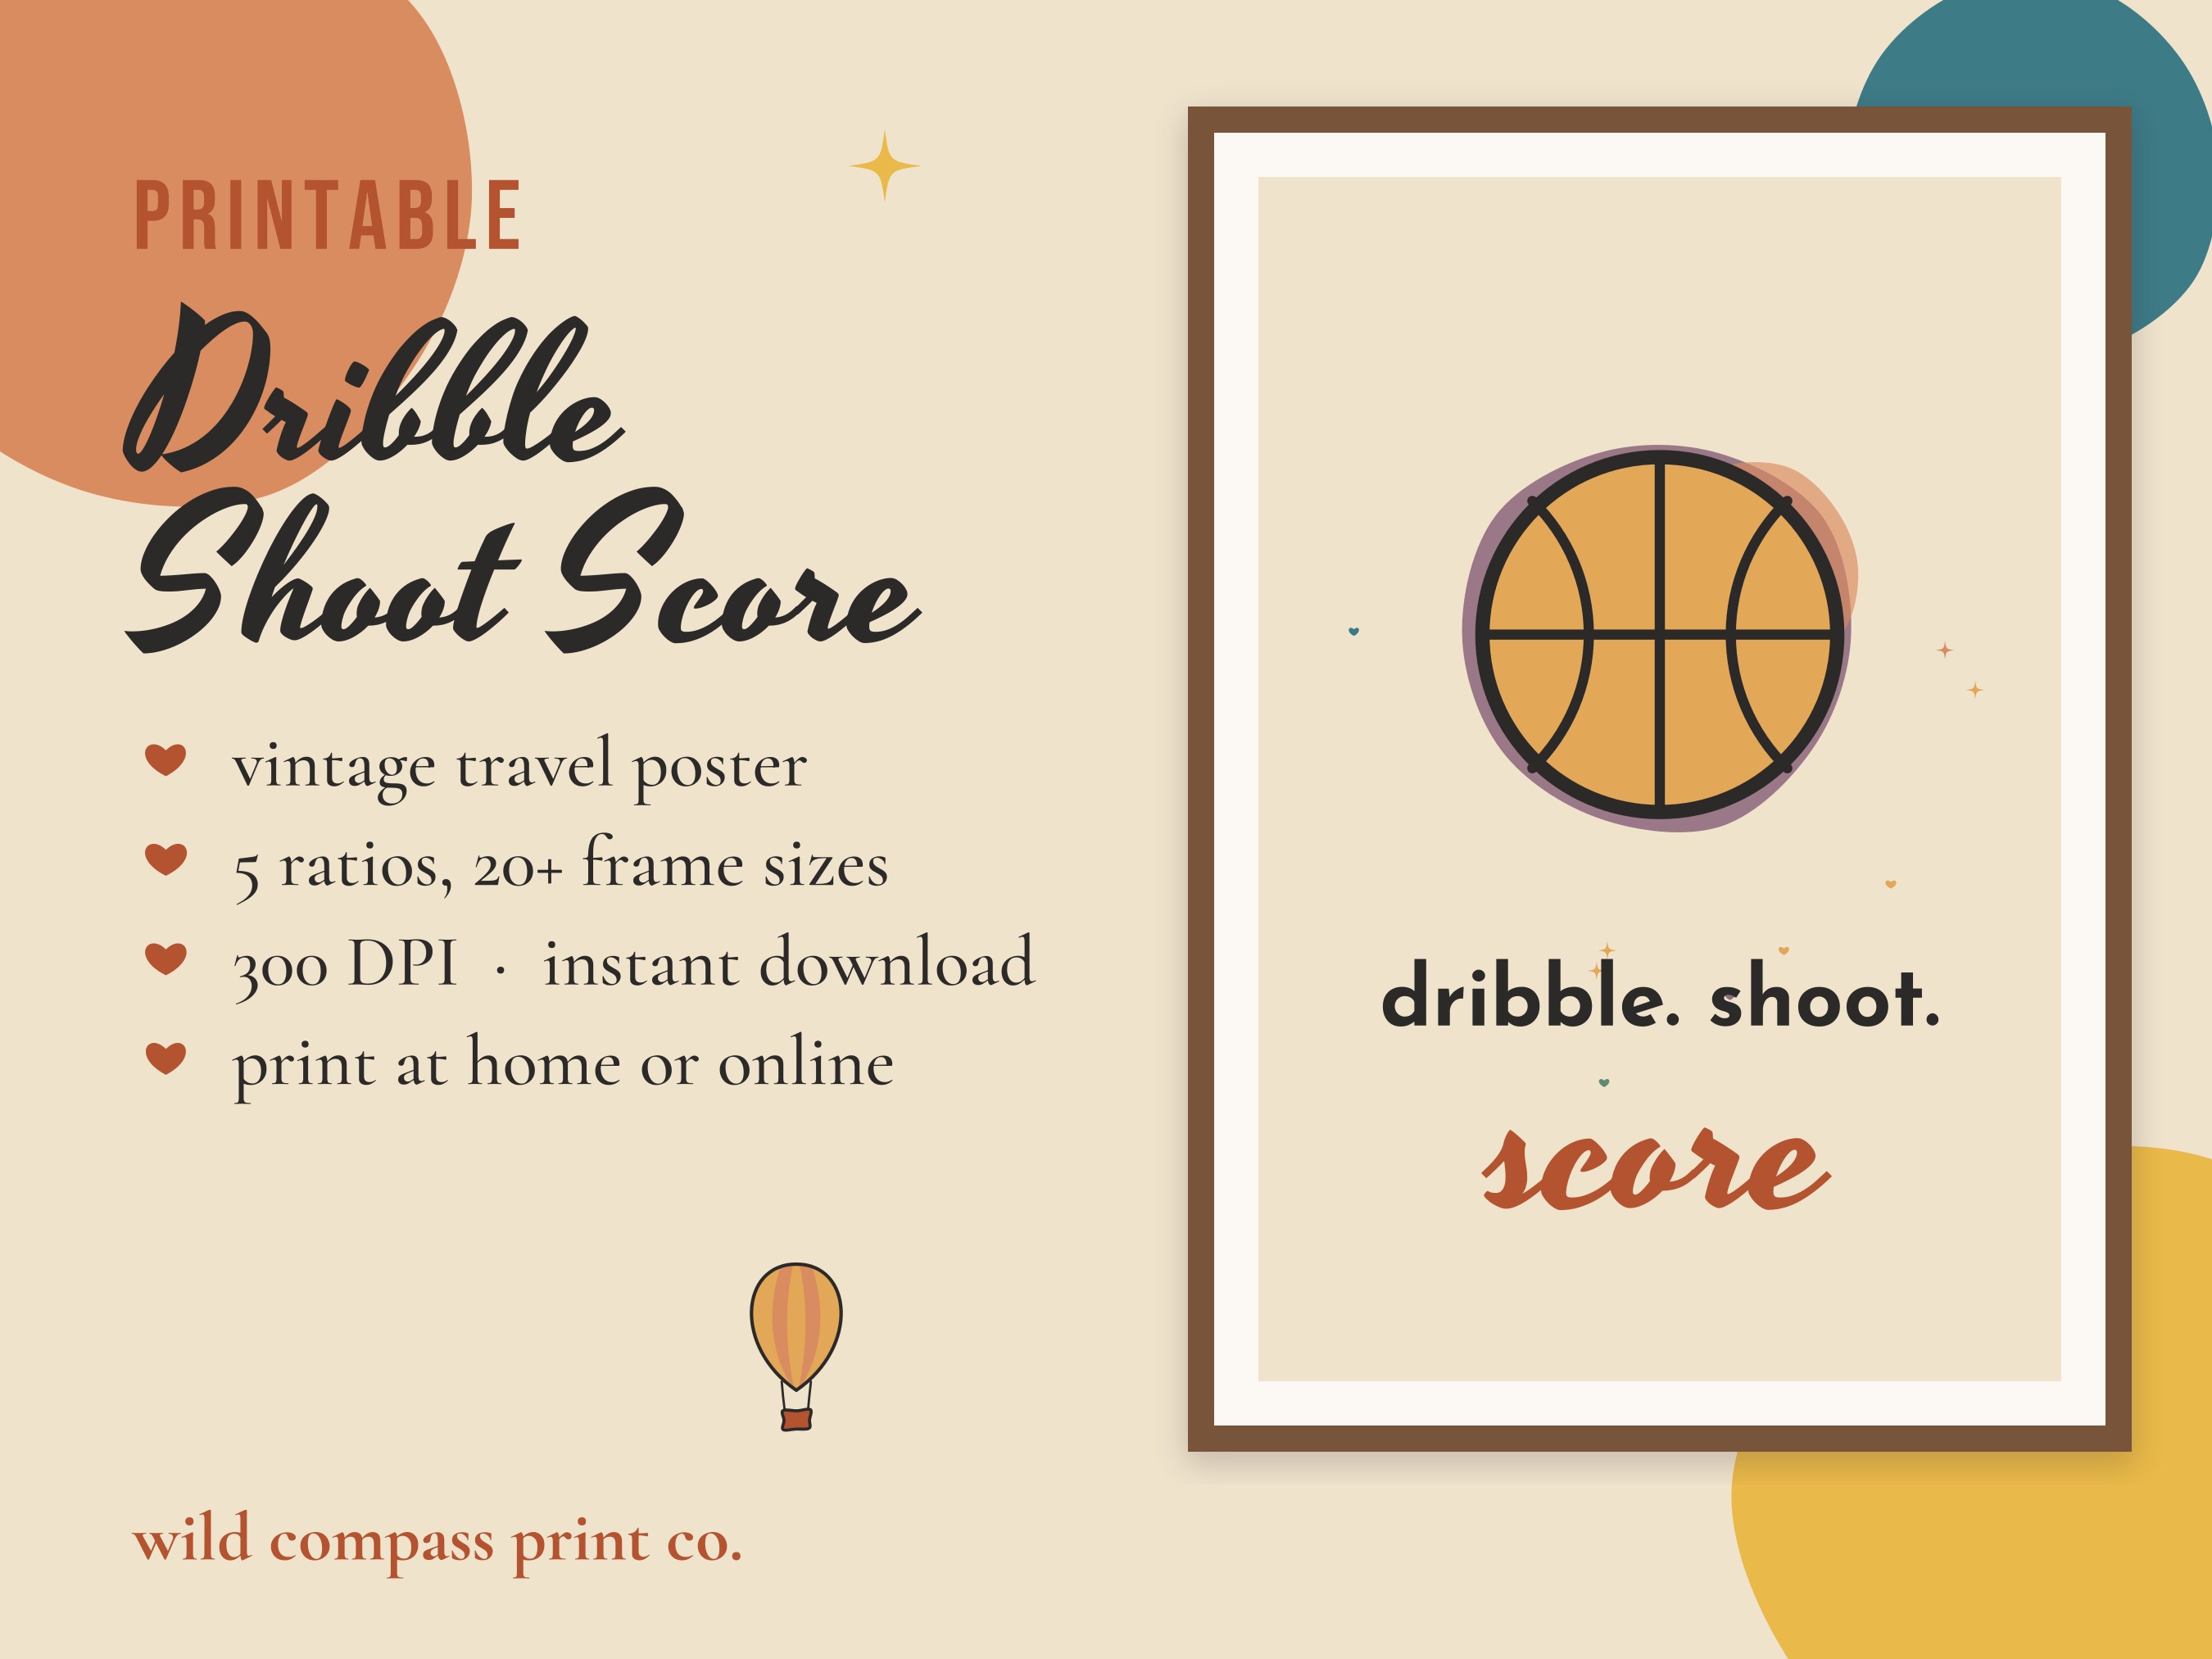 PRINTABLE
Dribble
Shoot Score
vintage travel poster
5 ratios, 20+ frame sizes
300 DPI · instant download
print at home or online
wild compass print co.
dribble. shoot.
score